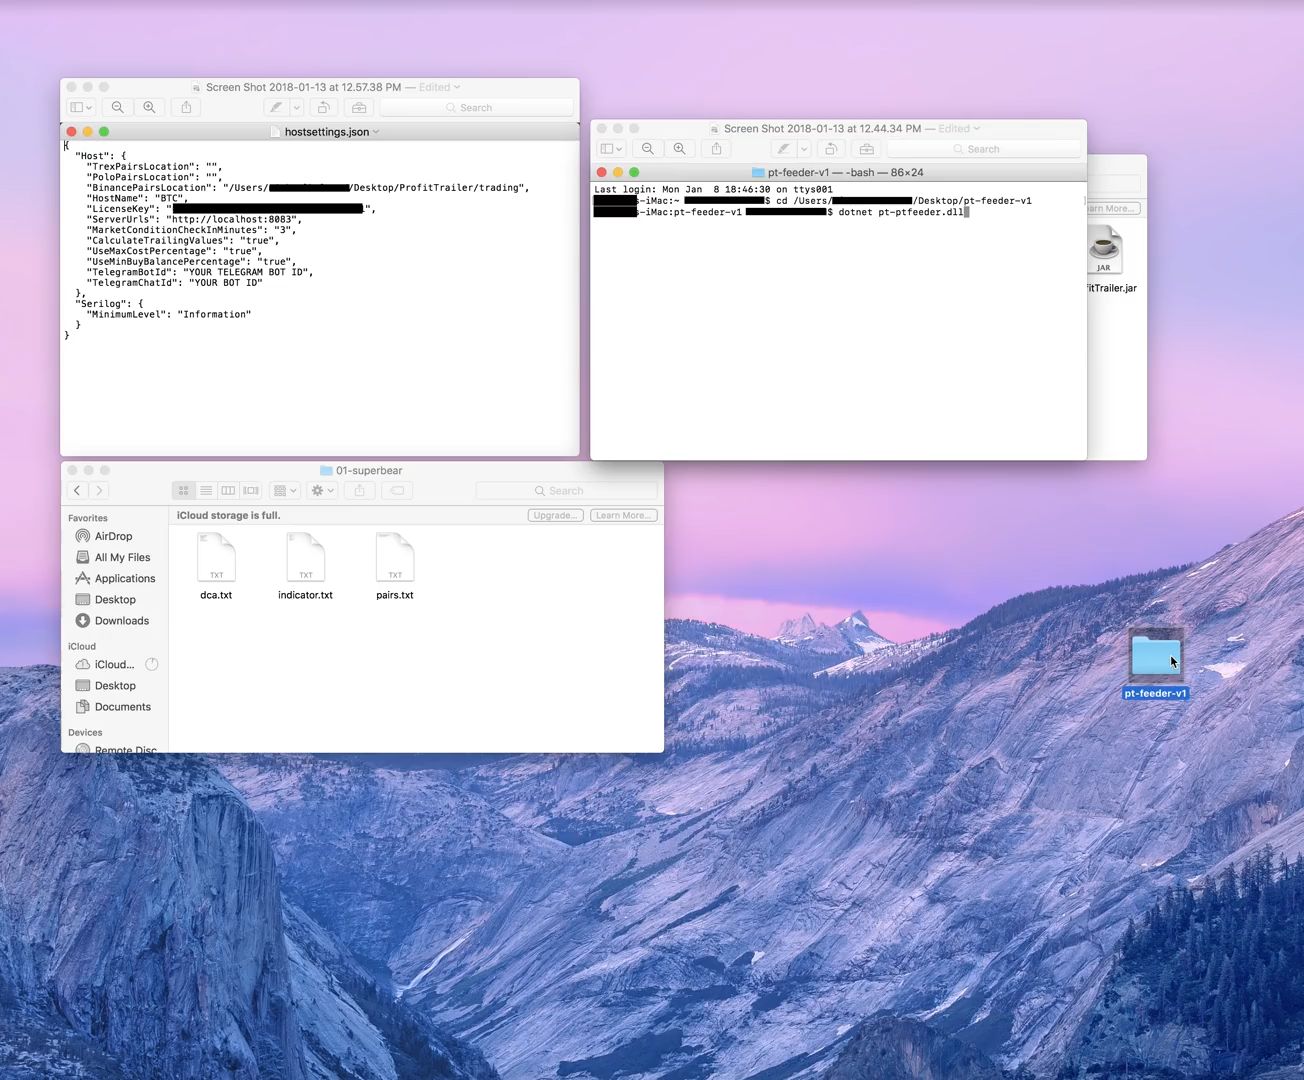 Screen Shot 2018-01-13 at 12.57.38 PM — Edited
Search
hostsettings.json
{
"Host": {
"TrexPairsLocation": "",
"PoloPairsLocation": "",
"BinancePairsLocation": "/Users/ /Desktop/ProfitTrailer/trading",
"HostName": "BTC",
"LicenseKey": " ",
"ServerUrls": "http://localhost:8083",
"MarketConditionCheckInMinutes": "3",
"CalculateTrailingValues": "true",
"UseMaxCostPercentage": "true",
"UseMinBuyBalancePercentage": "true",
"TelegramBotId": "YOUR TELEGRAM BOT ID",
"TelegramChatId": "YOUR BOT ID"
},
"Serilog": {
"MinimumLevel": "Information"
}
}
Screen Shot 2018-01-13 at 12.44.34 PM — Edited
Search
pt-feeder-v1 — -bash — 86×24
Last login: Mon Jan 8 18:46:30 on ttys001
s-iMac:~ $ cd /Users/ /Desktop/pt-feeder-v1
s-iMac:pt-feeder-v1 $ dotnet pt-ptfeeder.dll
arn More...
JAR
fitTrailer.jar
01-superbear
Search
iCloud storage is full.
Upgrade...
Learn More...
Favorites
AirDrop
All My Files
Applications
Desktop
Downloads
iCloud
iCloud...
Desktop
Documents
Devices
Remote Disc
TXT
TXT
TXT
dca.txt
indicator.txt
pairs.txt
pt-feeder-v1